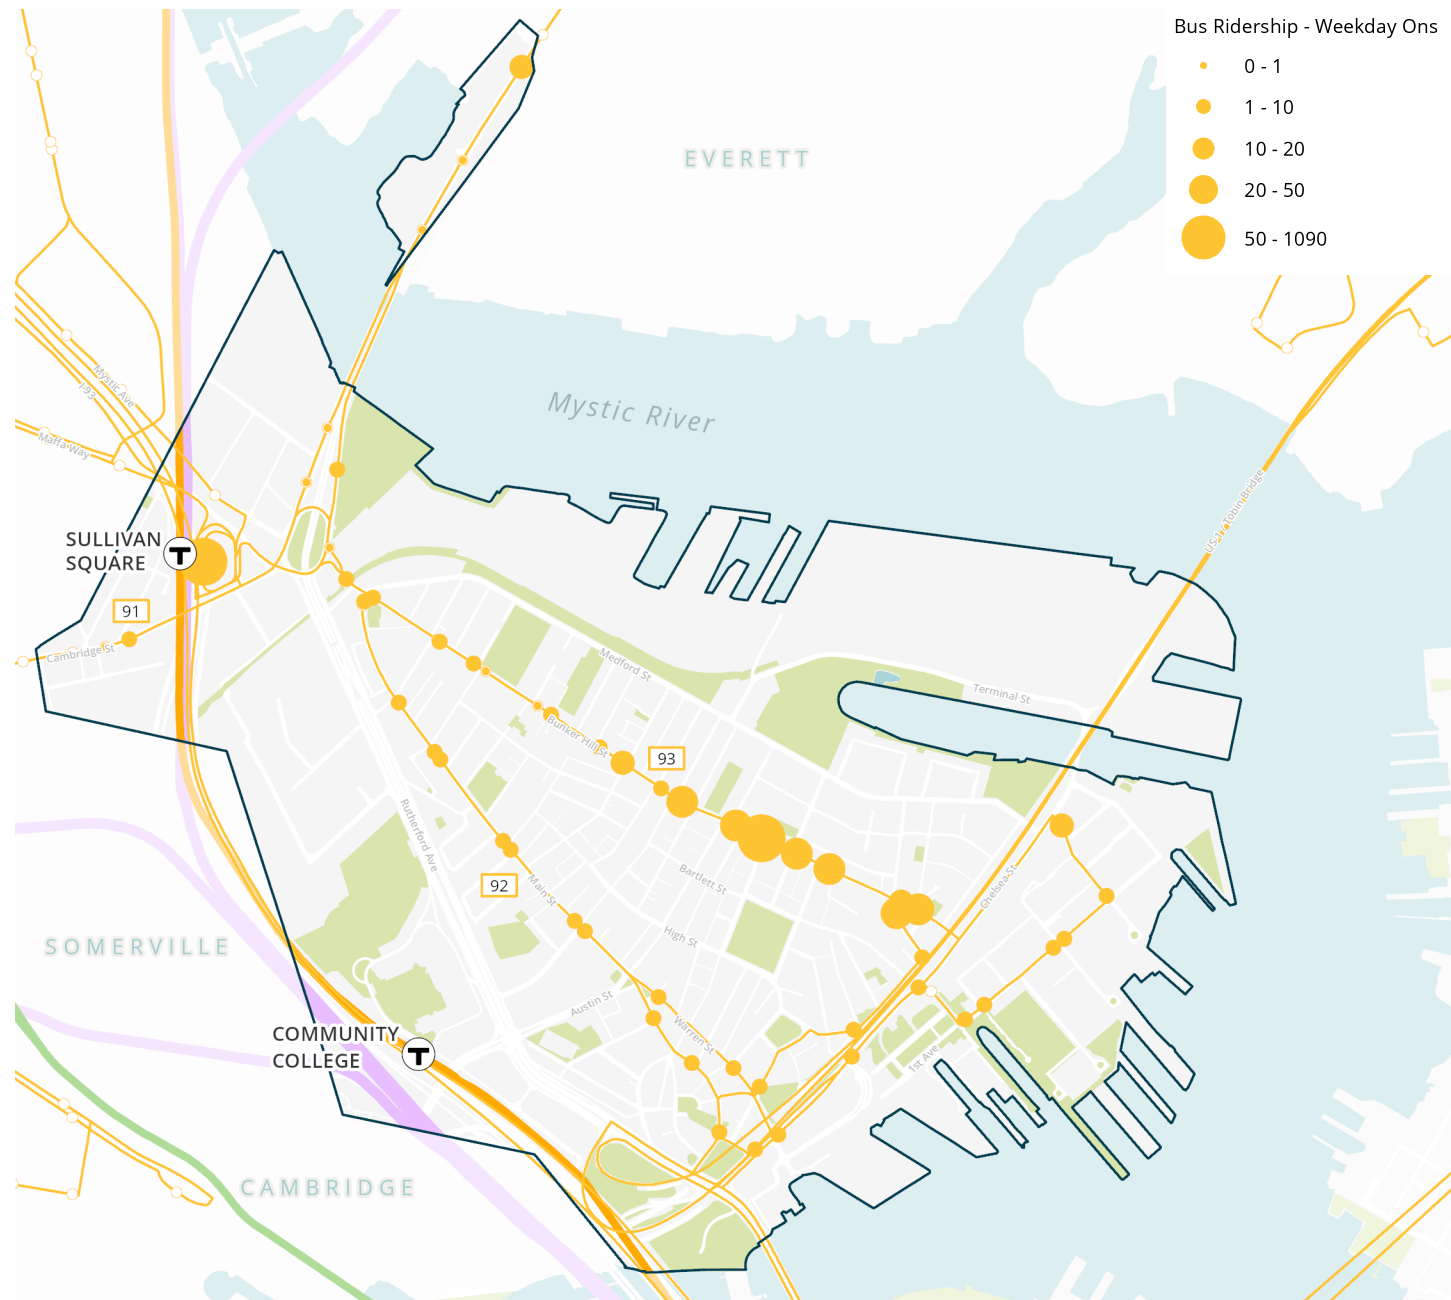 Bus Ridership - Weekday Ons
0 - 1
1 - 10
10 - 20
20 - 50
50 - 1090
EVERETT
Mystic River
Mystic Ave
I-93
Maffa Way
US-1 / Tobin Bridge
SULLIVAN
SQUARE
T
91
Cambridge St
Medford St
Terminal St
Bunker Hill St
93
Rutherford Ave
92
Main St
Bartlett St
Chelsea St
High St
SOMERVILLE
Austin St
Warren St
1st Ave
COMMUNITY
COLLEGE
T
CAMBRIDGE